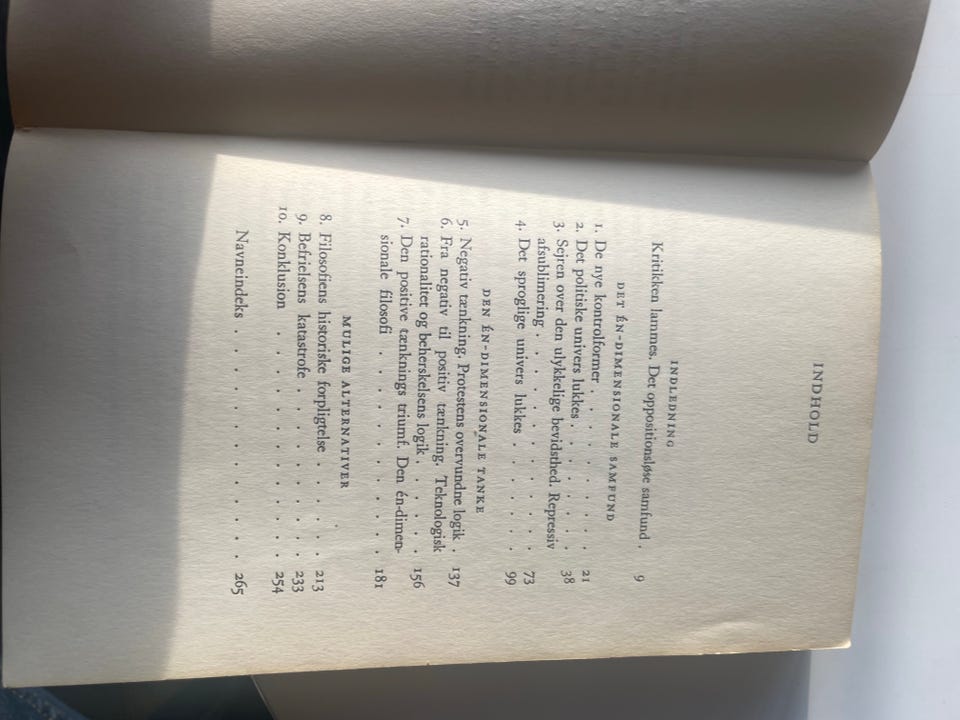 INDHOLD
INDLEDNING
Kritikken lammes. Det oppositionsløse samfund . 9
DET ÉN-DIMENSIONALE SAMFUND
1. De nye kontrolformer . . . . . . . 21
2. Det politiske univers lukkes . . . . . . 38
3. Sejren over den ulykkelige bevidsthed. Repressiv
afsublimering . . . . . . . . . . 73
4. Det sproglige univers lukkes . . . . . . 99
DEN ÉN-DIMENSIONALE TANKE
5. Negativ tænkning. Protestens overvundne logik . 137
6. Fra negativ til positiv tænkning. Teknologisk
rationalitet og beherskelsens logik . . . . . 156
7. Den positive tænknings triumf. Den én-dimen-
sionale filosofi . . . . . . . . . 181
MULIGE ALTERNATIVER
8. Filosofiens historiske forpligtelse . . . . . 213
9. Befrielsens katastrofe . . . . . . . . 233
10. Konklusion . . . . . . . . . . 254
Navneindeks . . . . . . . . . . . 265